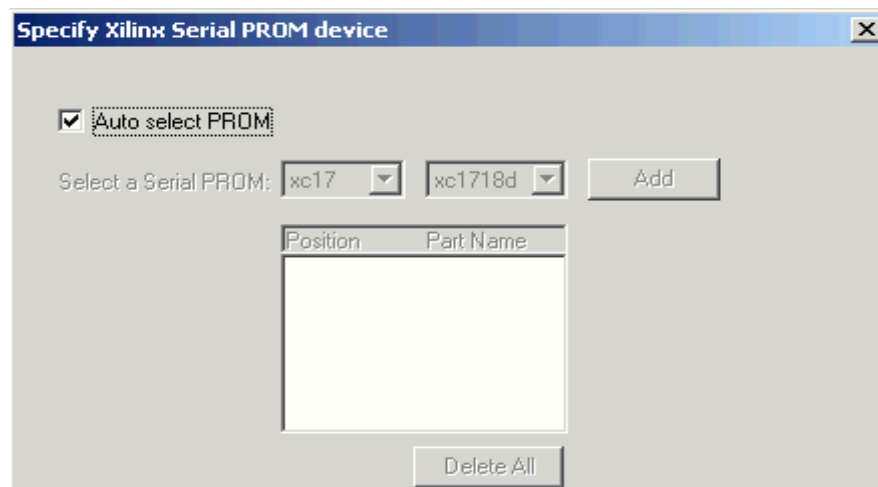 Specify Xilinx Serial PROM device
Auto select PROM
Select a Serial PROM: xc17 xc1718d Add
Position Part Name
Delete All